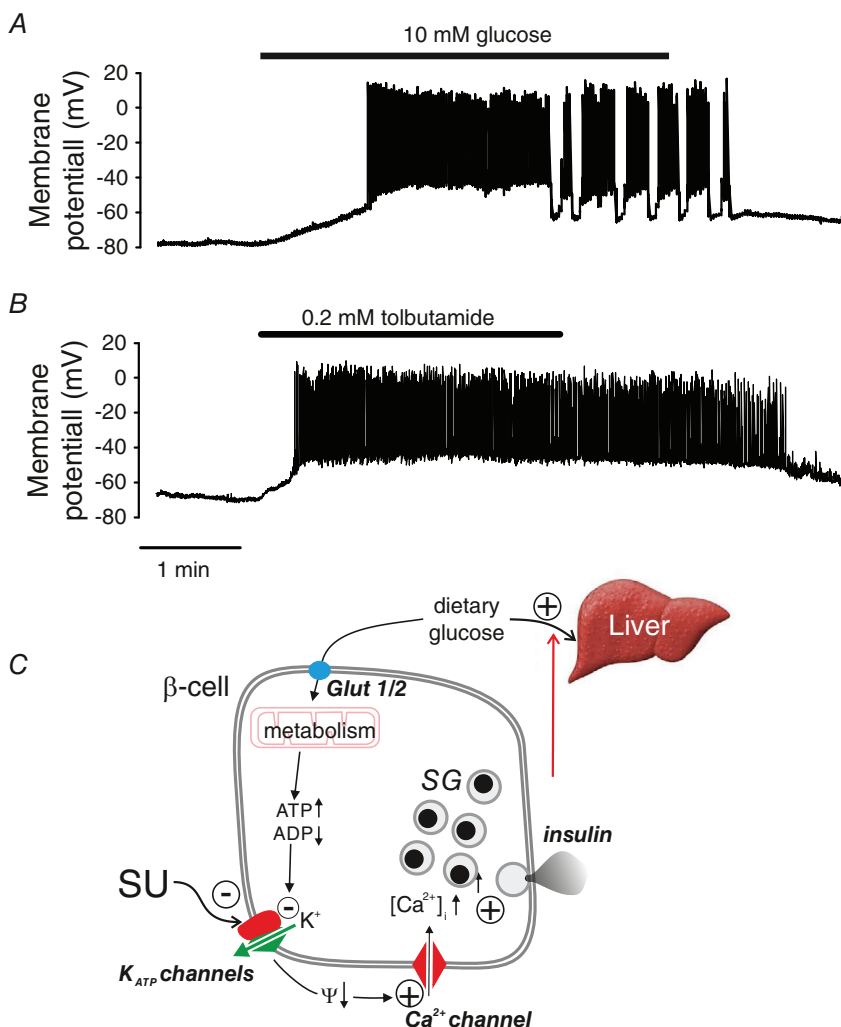 A
10 mM glucose
20
0
-20
-40
-60
-80
Membrane
potentiall (mV)
B
0.2 mM tolbutamide
20
0
-20
-40
-60
-80
Membrane
potentiall (mV)
1 min
C
dietary
glucose
+
Liver
β-cell
Glut 1/2
metabolism
SG
ATP↑
ADP↓
insulin
SU
-
-
K⁺
[Ca²⁺]ᵢ↑
+
K_ATP channels
Ψ↓
+
Ca²⁺ channel